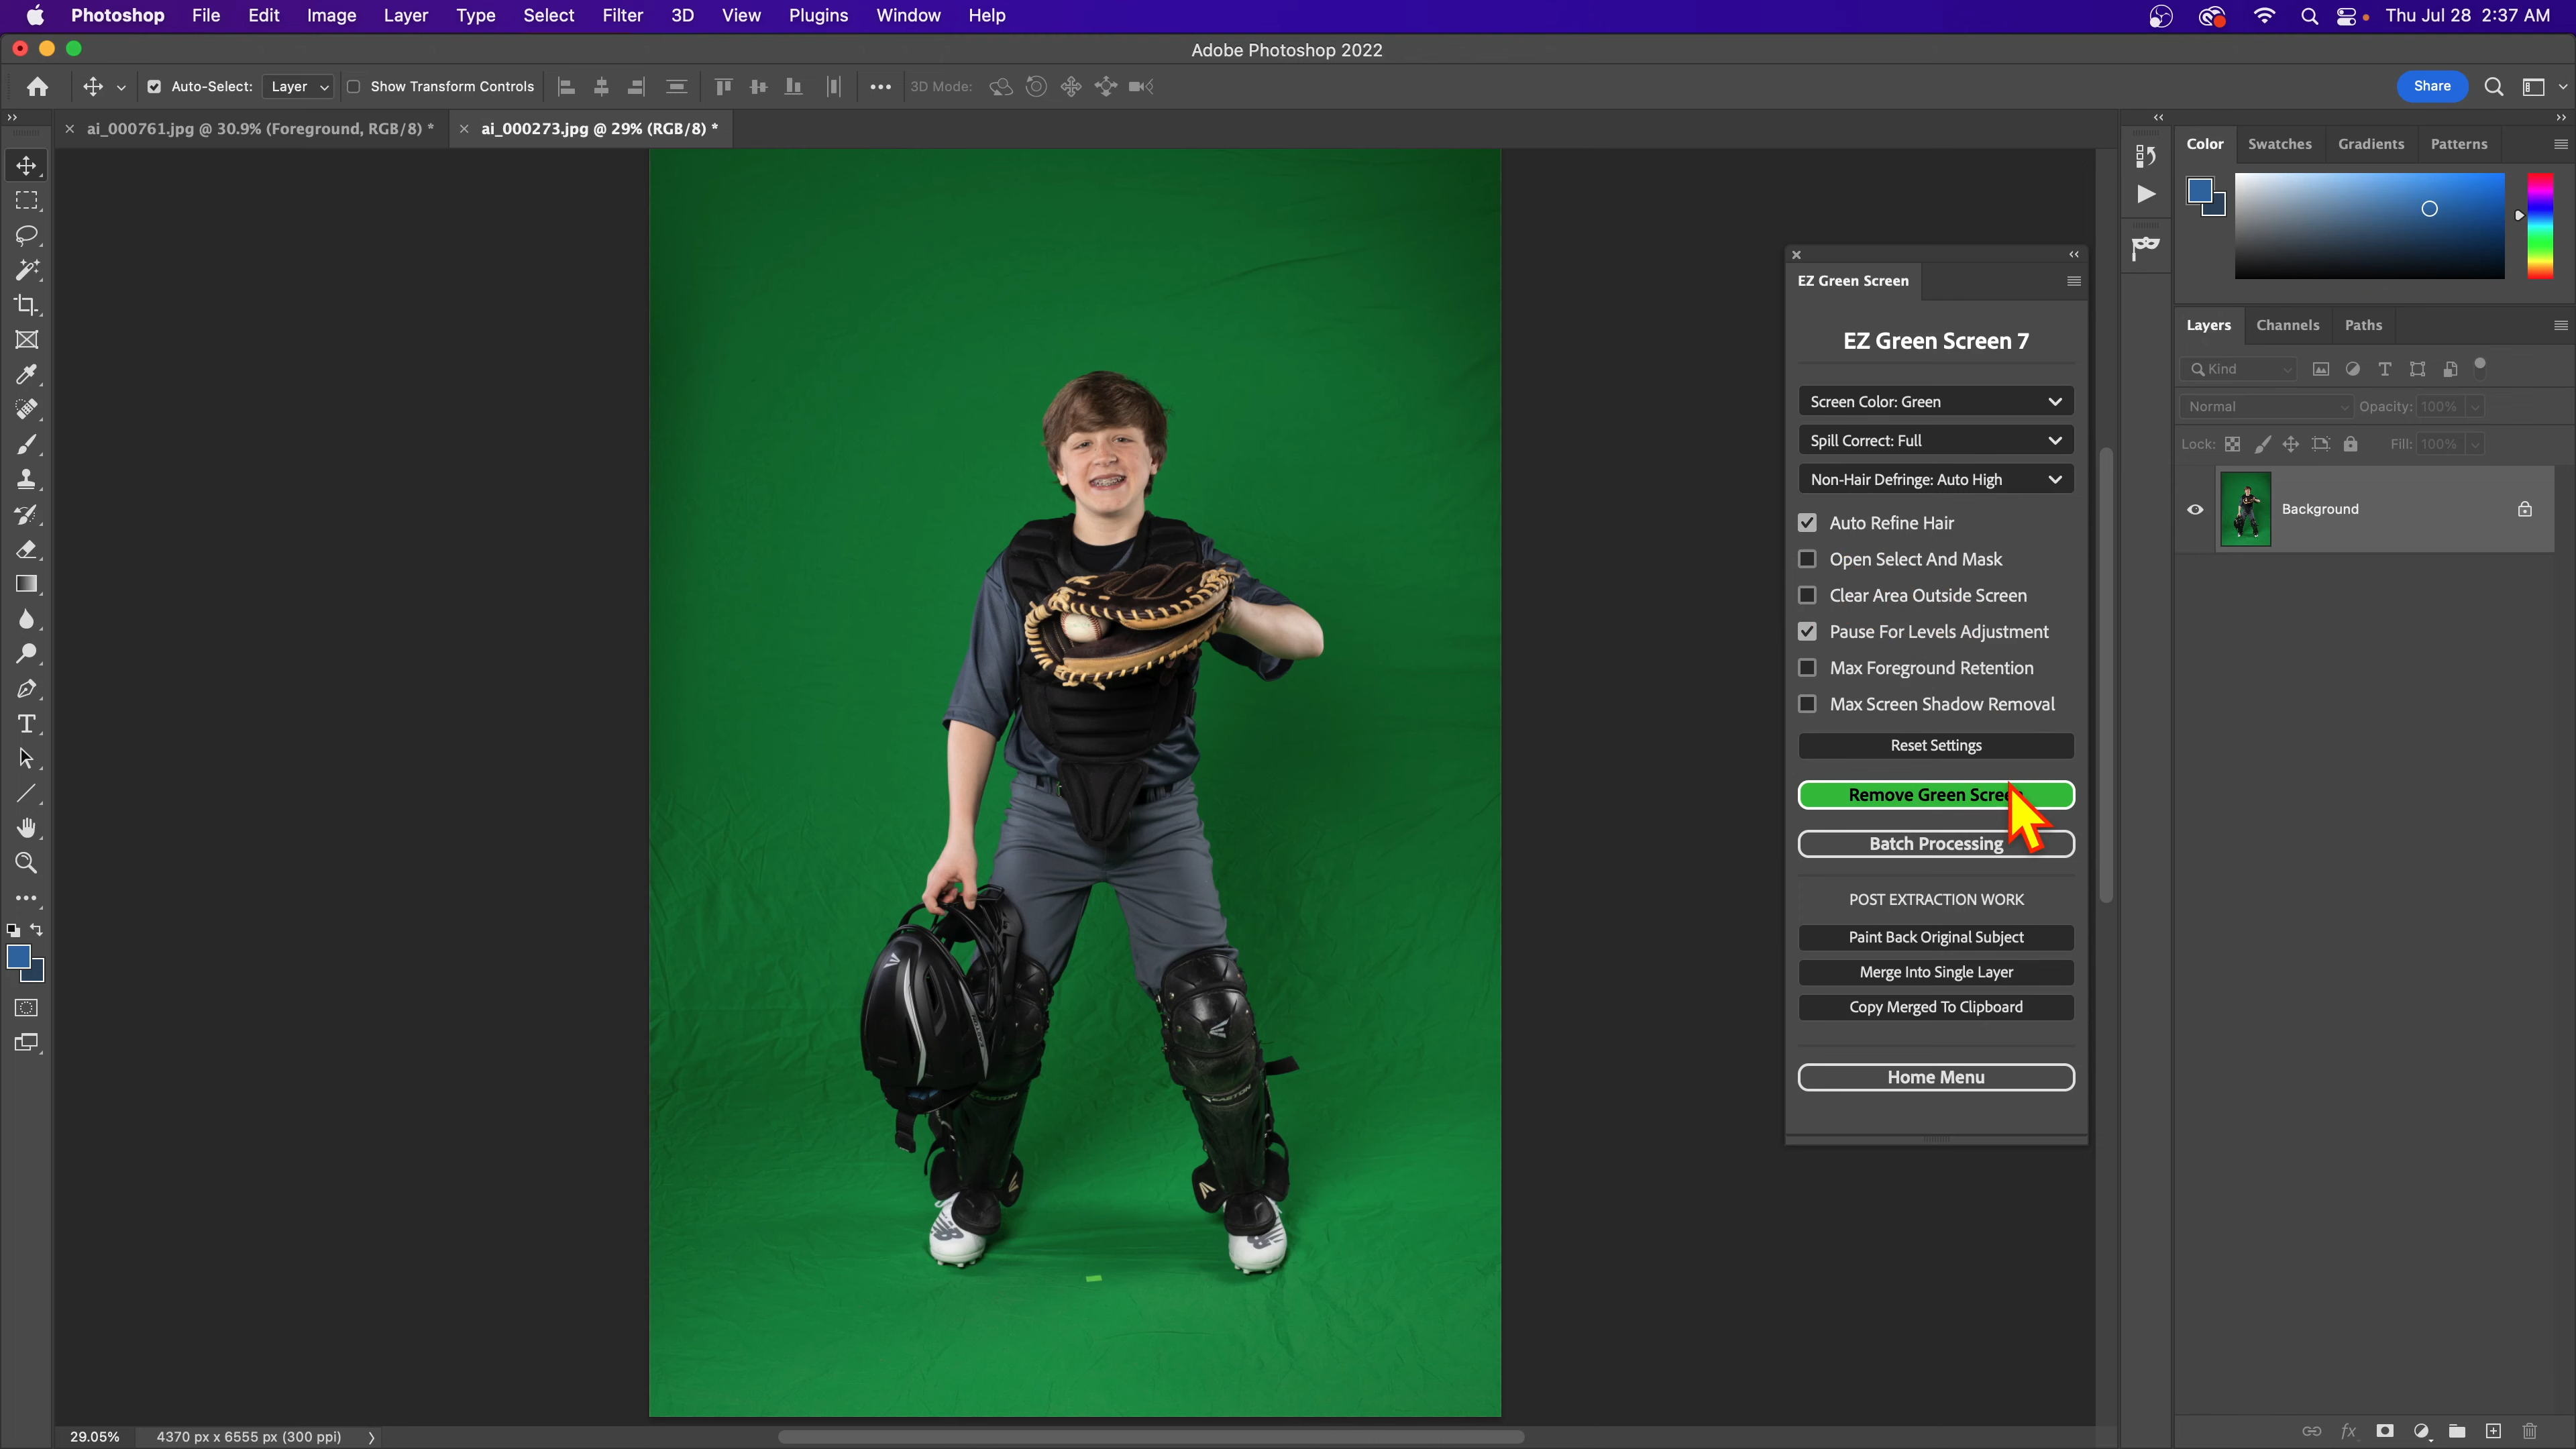 Photoshop File Edit Image Layer Type Select Filter 3D View Plugins Window Help Thu Jul 28 2:37 AM
Adobe Photoshop 2022
Auto-Select: Layer Show Transform Controls 3D Mode: Share
ai_000761.jpg @ 30.9% (Foreground, RGB/8) * ai_000273.jpg @ 29% (RGB/8) *
Color Swatches Gradients Patterns
EZ Green Screen
EZ Green Screen 7
Screen Color: Green
Spill Correct: Full
Non-Hair Defringe: Auto High
Auto Refine Hair
Open Select And Mask
Clear Area Outside Screen
Pause For Levels Adjustment
Max Foreground Retention
Max Screen Shadow Removal
Reset Settings
Remove Green Scree
Batch Processing
POST EXTRACTION WORK
Paint Back Original Subject
Merge Into Single Layer
Copy Merged To Clipboard
Home Menu
Layers Channels Paths
Kind
Normal Opacity: 100%
Lock: Fill: 100%
Background
EASTON
EASTON
29.05% 4370 px x 6555 px (300 ppi)